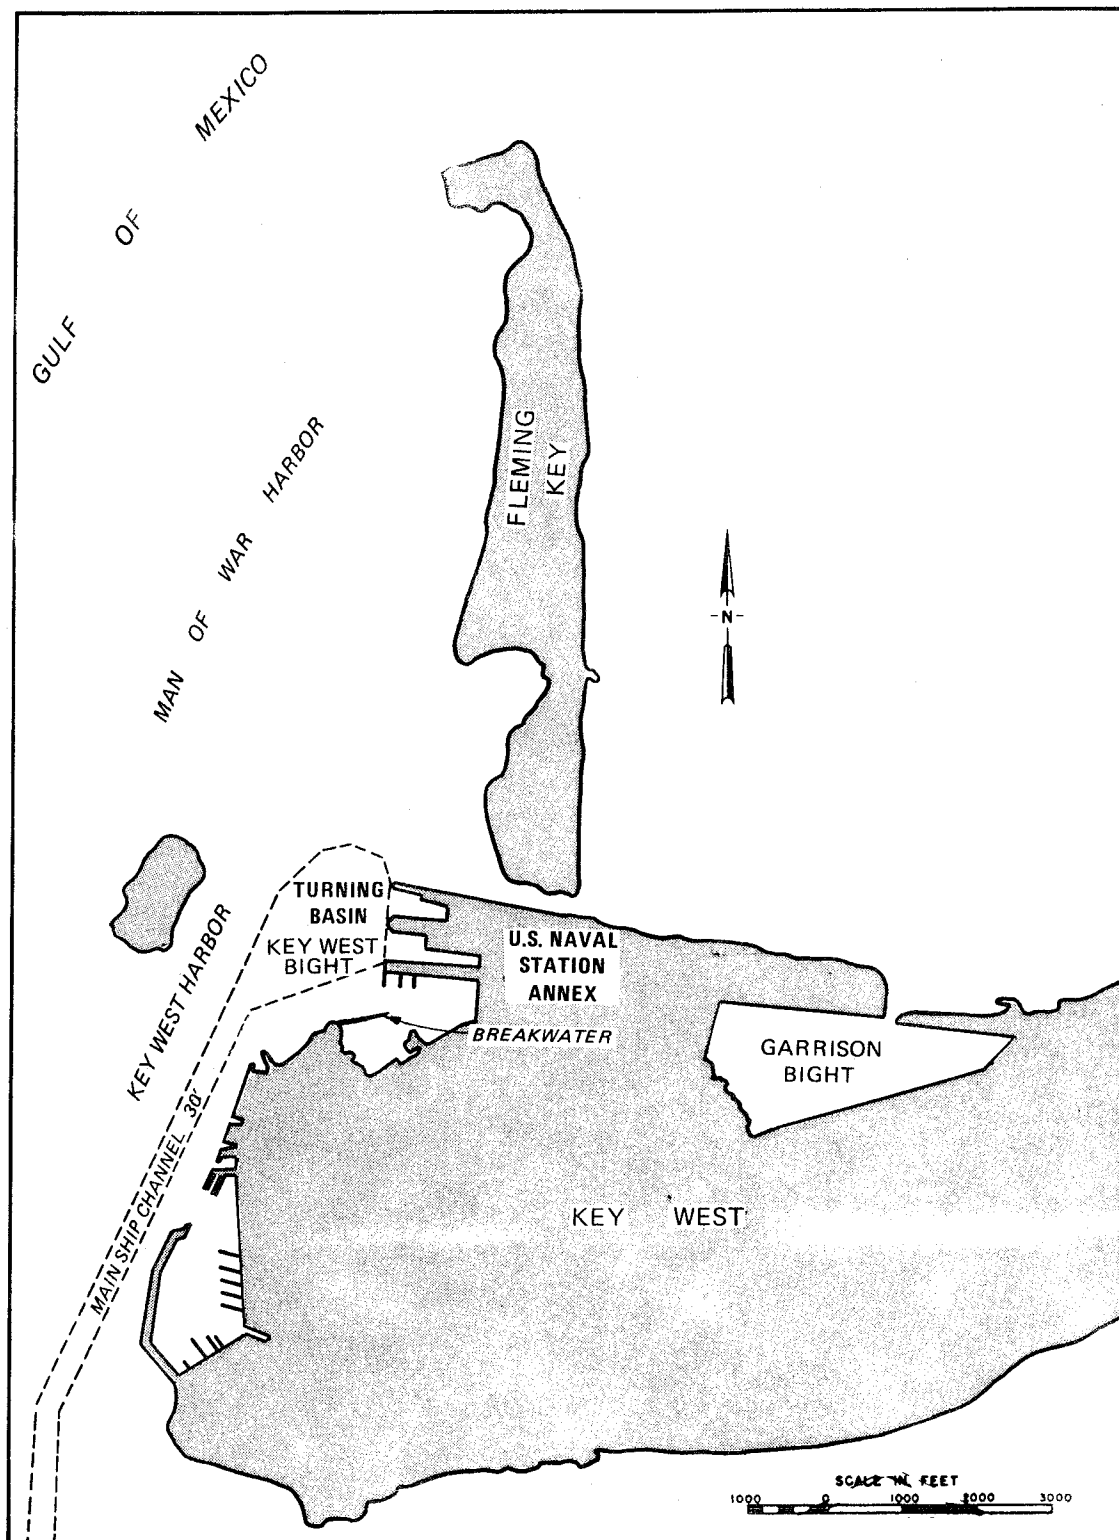 GULF OF MEXICO
MAN OF WAR HARBOR
FLEMING
KEY
-N-
TURNING
BASIN
KEY WEST
BIGHT
U.S. NAVAL
STATION
ANNEX
KEY WEST HARBOR
BREAKWATER
GARRISON
BIGHT
MAIN SHIP CHANNEL 30'
KEY WEST
SCALE IN FEET
1000 0 1000 2000 3000